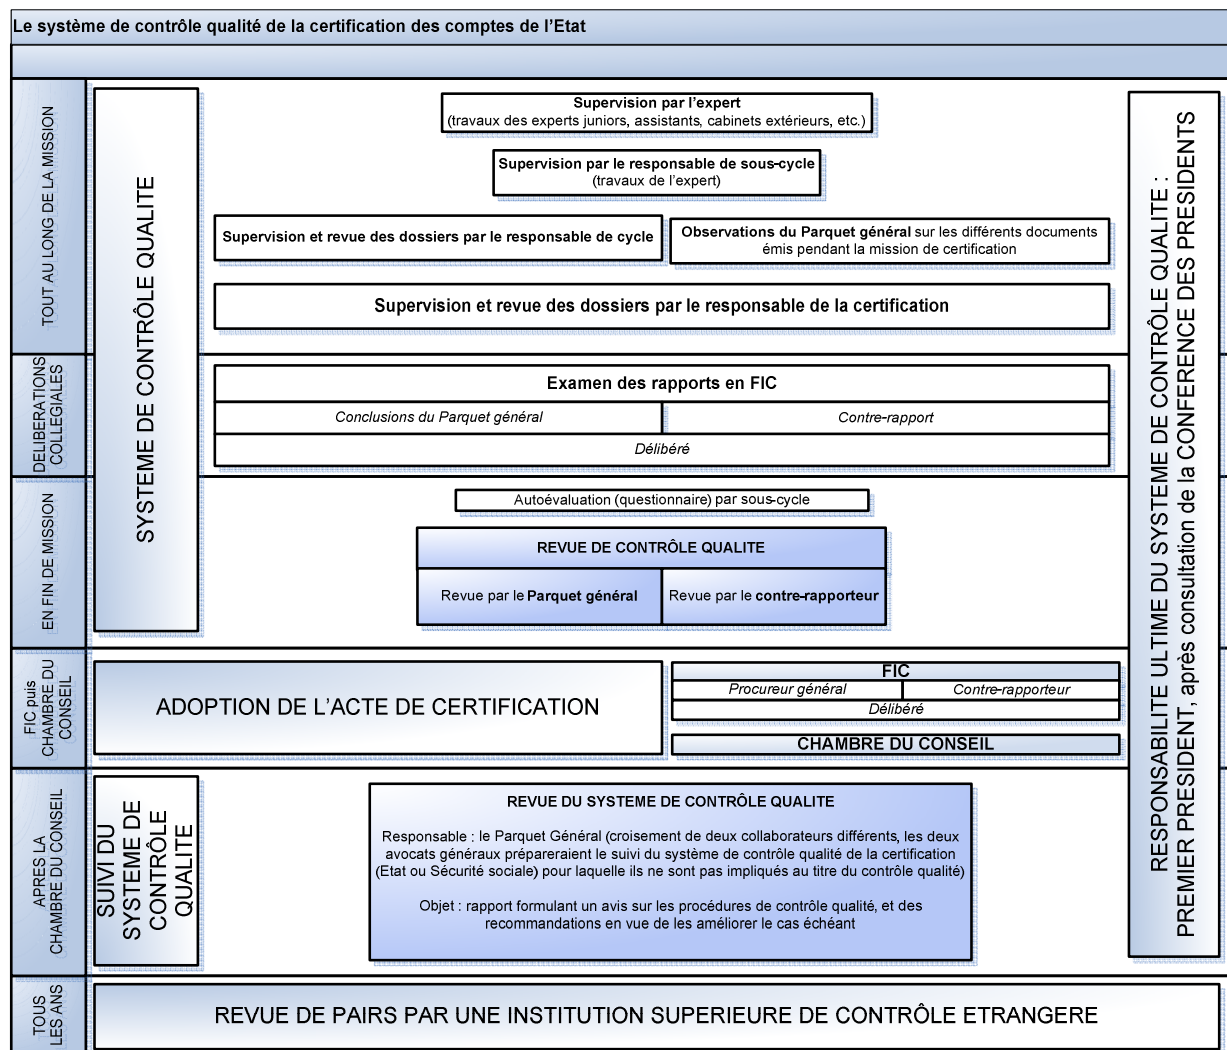 Le système de contrôle qualité de la certification des comptes de l’Etat
TOUT AU LONG DE LA MISSION
SYSTEME DE CONTRÔLE QUALITE
Supervision par l’expert
(travaux des experts juniors, assistants, cabinets extérieurs, etc.)
Supervision par le responsable de sous-cycle
(travaux de l’expert)
Supervision et revue des dossiers par le responsable de cycle
Observations du Parquet général sur les différents documents
émis pendant la mission de certification
Supervision et revue des dossiers par le responsable de la certification
RESPONSABILITE ULTIME DU SYSTEME DE CONTRÔLE QUALITE :
PREMIER PRESIDENT, après consultation de la CONFERENCE DES PRESIDENTS
DELIBERATIONS
COLLEGIALES
Examen des rapports en FIC
Conclusions du Parquet général
Contre-rapport
Délibéré
EN FIN DE MISSION
Autoévaluation (questionnaire) par sous-cycle
REVUE DE CONTRÔLE QUALITE
Revue par le Parquet général
Revue par le contre-rapporteur
FIC puis
CHAMBRE DU
CONSEIL
ADOPTION DE L’ACTE DE CERTIFICATION
FIC
Procureur général
Contre-rapporteur
Délibéré
CHAMBRE DU CONSEIL
APRES LA
CHAMBRE DU CONSEIL
SUIVI DU
SYSTEME DE
CONTRÔLE
QUALITE
REVUE DU SYSTEME DE CONTRÔLE QUALITE
Responsable : le Parquet Général (croisement de deux collaborateurs différents, les deux
avocats généraux prépareraient le suivi du système de contrôle qualité de la certification
(Etat ou Sécurité sociale) pour laquelle ils ne sont pas impliqués au titre du contrôle qualité)
Objet : rapport formulant un avis sur les procédures de contrôle qualité, et des
recommandations en vue de les améliorer le cas échéant
TOUS
LES ANS
REVUE DE PAIRS PAR UNE INSTITUTION SUPERIEURE DE CONTRÔLE ETRANGERE